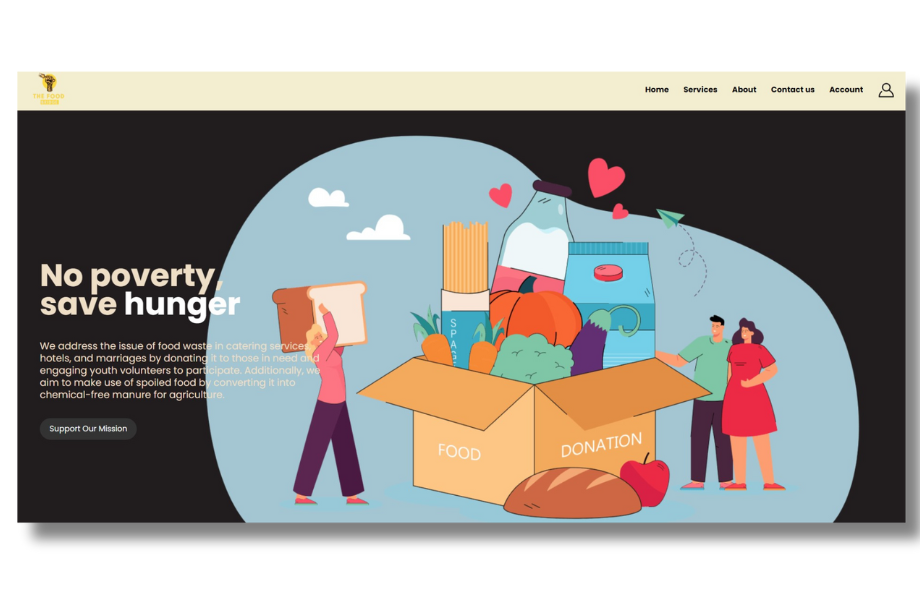 THE FOOD
Home Services About Contact us Account
No poverty,
save hunger
We address the issue of food waste in catering services,
hotels, and marriages by donating it to those in need and
engaging youth volunteers to participate. Additionally, we
aim to make use of spoiled food by converting it into
chemical-free manure for agriculture.
Support Our Mission
SPAG
FOOD
DONATION